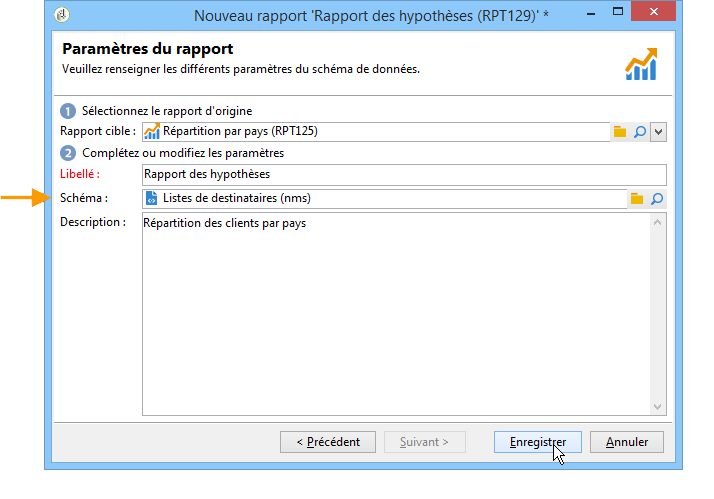 Nouveau rapport 'Rapport des hypothèses (RPT129)' *
Paramètres du rapport
Veuillez renseigner les différents paramètres du schéma de données.
1 Sélectionnez le rapport d'origine
Rapport cible : Répartition par pays (RPT125)
2 Complétez ou modifiez les paramètres
Libellé : Rapport des hypothèses
Schéma : Listes de destinataires (nms)
Description : Répartition des clients par pays
< Précédent Suivant > Enregistrer Annuler